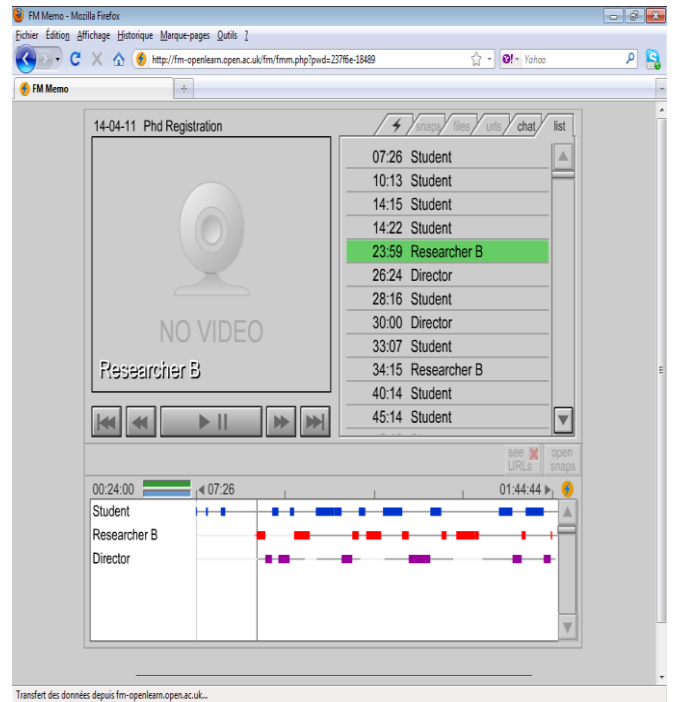 FM Memo - Mozilla Firefox
Fichier Édition Affichage Historique Marque-pages Outils ?
http://fm-openlearn.open.ac.uk/fm/fmm.php?pwd=237f6e-18489
Yahoo
FM Memo
14-04-11 Phd Registration
snaps files urls chat list
NO VIDEO
Researcher B
07:26 Student
10:13 Student
14:15 Student
14:22 Student
23:59 Researcher B
26:24 Director
28:16 Student
30:00 Director
33:07 Student
34:15 Researcher B
40:14 Student
45:14 Student
see URLs
open snaps
00:24:00 07:26 01:44:44
Student
Researcher B
Director
Transfert des données depuis fm-openlearn.open.ac.uk...